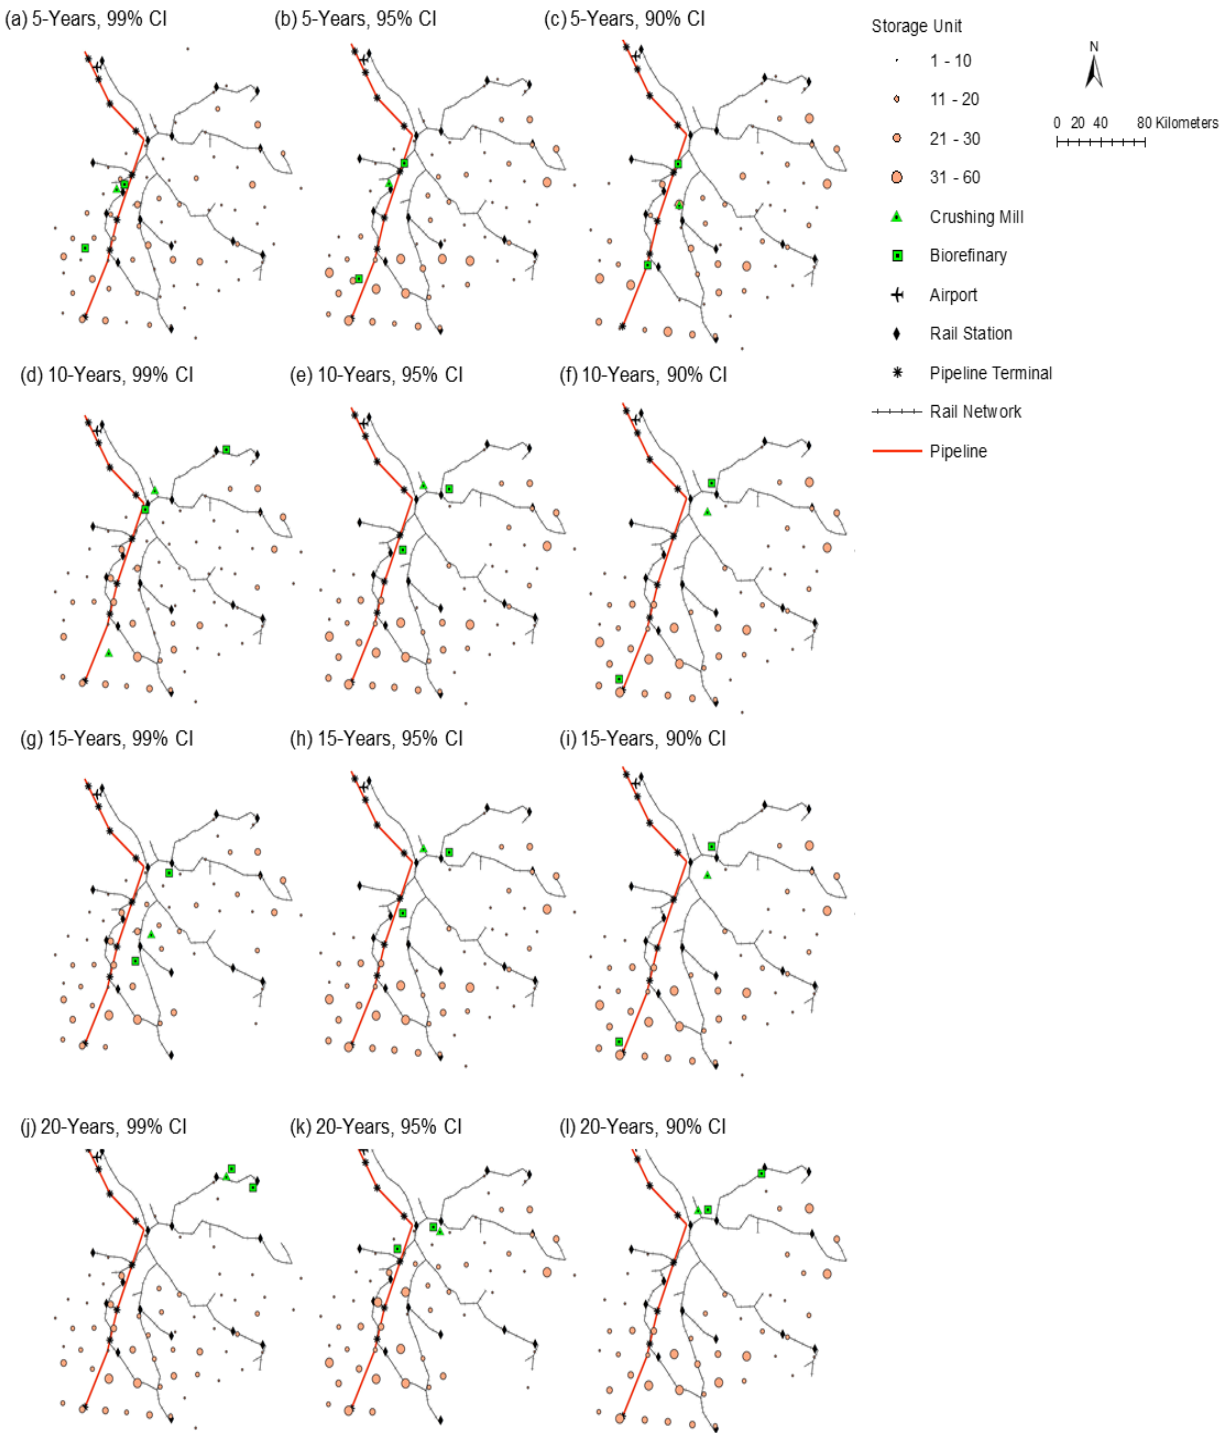 (a) 5-Years, 99% CI
(b) 5-Years, 95% CI
(c) 5-Years, 90% CI
Storage Unit
1 - 10
11 - 20
21 - 30
31 - 60
Crushing Mill
Biorefinary
Airport
Rail Station
Pipeline Terminal
Rail Network
Pipeline
N
0 20 40 80 Kilometers
(d) 10-Years, 99% CI
(e) 10-Years, 95% CI
(f) 10-Years, 90% CI
(g) 15-Years, 99% CI
(h) 15-Years, 95% CI
(i) 15-Years, 90% CI
(j) 20-Years, 99% CI
(k) 20-Years, 95% CI
(l) 20-Years, 90% CI